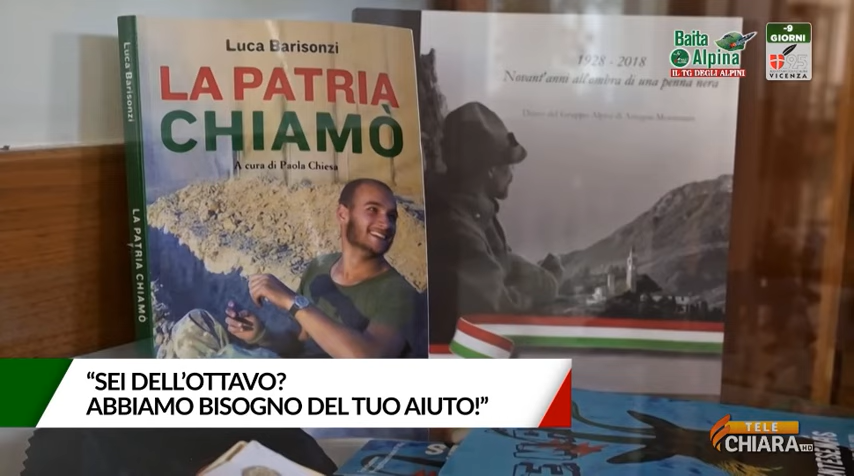 Luca Barisonzi
LA PATRIA
CHIAMÒ
A cura di Paola Chiesa
Luca Barisonzi
LA PATRIA CHIAMÒ
1928 - 2018
Novant'anni all'ombra di una penna nera
Baita
Alpina
IL TG DEGLI ALPINI
-9
GIORNI
95
VICENZA
“SEI DELL’OTTAVO?
ABBIAMO BISOGNO DEL TUO AIUTO!”
TELE
CHIARA HD